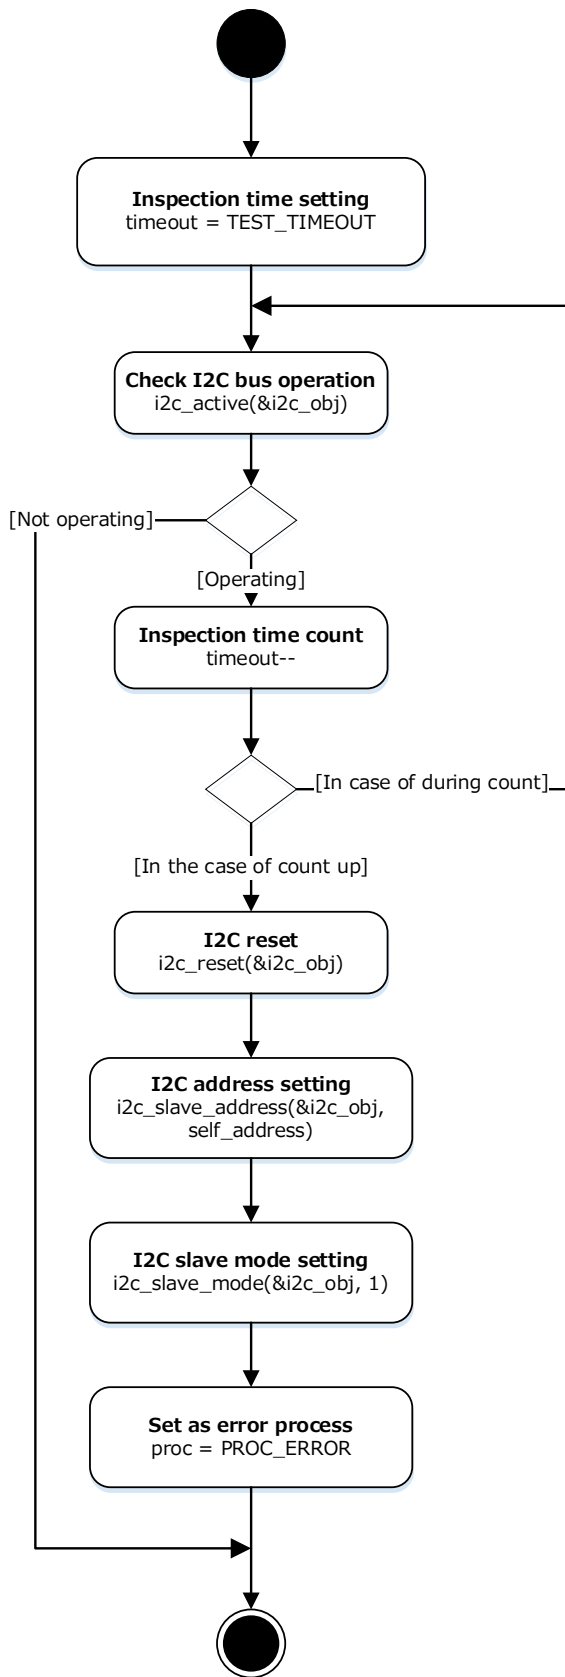 Inspection time setting
timeout = TEST_TIMEOUT
Check I2C bus operation
i2c_active(&i2c_obj)
[Not operating]
[Operating]
Inspection time count
timeout--
[In case of during count]
[In the case of count up]
I2C reset
i2c_reset(&i2c_obj)
I2C address setting
i2c_slave_address(&i2c_obj,
self_address)
I2C slave mode setting
i2c_slave_mode(&i2c_obj, 1)
Set as error process
proc = PROC_ERROR